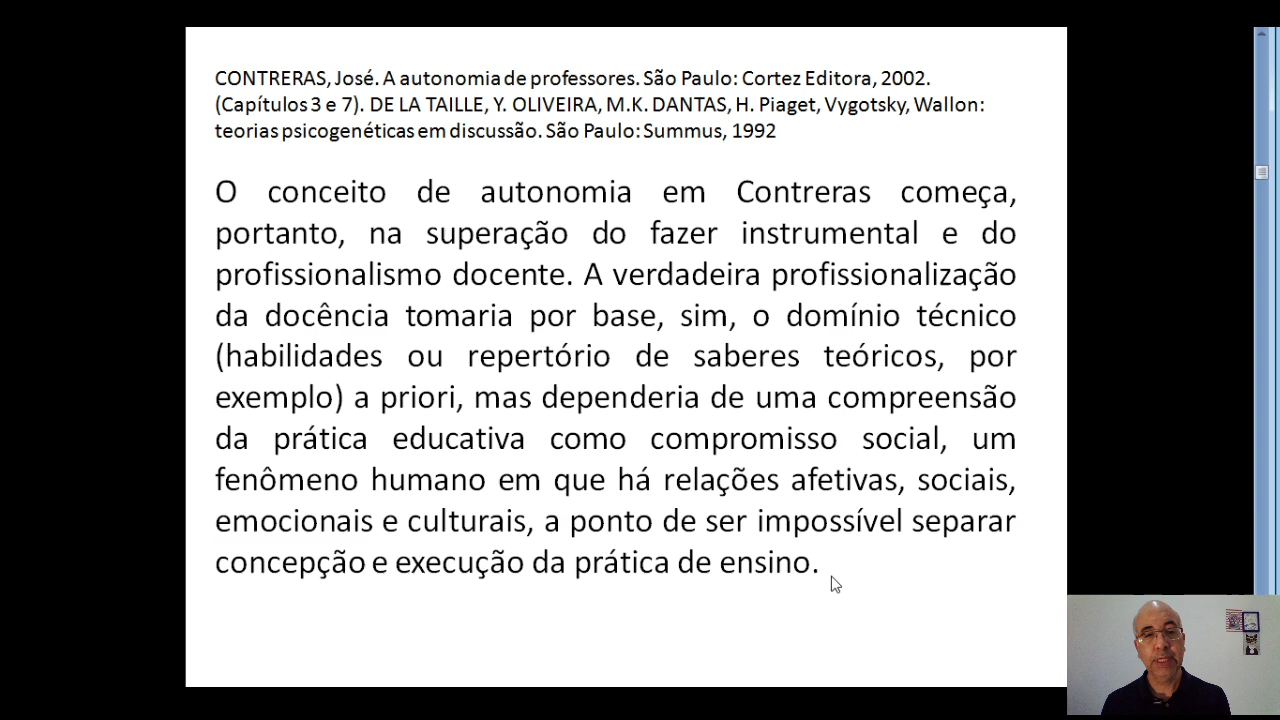 CONTRERAS, José. A autonomia de professores. São Paulo: Cortez Editora, 2002.
(Capítulos 3 e 7). DE LA TAILLE, Y. OLIVEIRA, M.K. DANTAS, H. Piaget, Vygotsky, Wallon:
teorias psicogenéticas em discussão. São Paulo: Summus, 1992
O conceito de autonomia em Contreras começa,
portanto, na superação do fazer instrumental e do
profissionalismo docente. A verdadeira profissionalização
da docência tomaria por base, sim, o domínio técnico
(habilidades ou repertório de saberes teóricos, por
exemplo) a priori, mas dependeria de uma compreensão
da prática educativa como compromisso social, um
fenômeno humano em que há relações afetivas, sociais,
emocionais e culturais, a ponto de ser impossível separar
concepção e execução da prática de ensino.